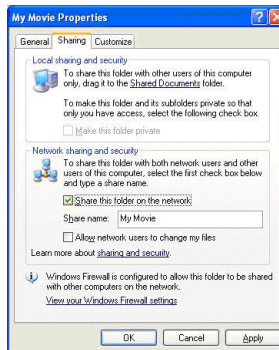 My Movie Properties
General Sharing Customize
Local sharing and security
To share this folder with other users of this computer
only, drag it to the Shared Documents folder.
To make this folder and its subfolders private so that
only you have access, select the following check box.
Make this folder private
Network sharing and security
To share this folder with both network users and other
users of this computer, select the first check box below
and type a share name.
Share this folder on the network
Share name: My Movie
Allow network users to change my files
Learn more about sharing and security.
Windows Firewall is configured to allow this folder to be shared
with other computers on the network.
View your Windows Firewall settings
OK Cancel Apply